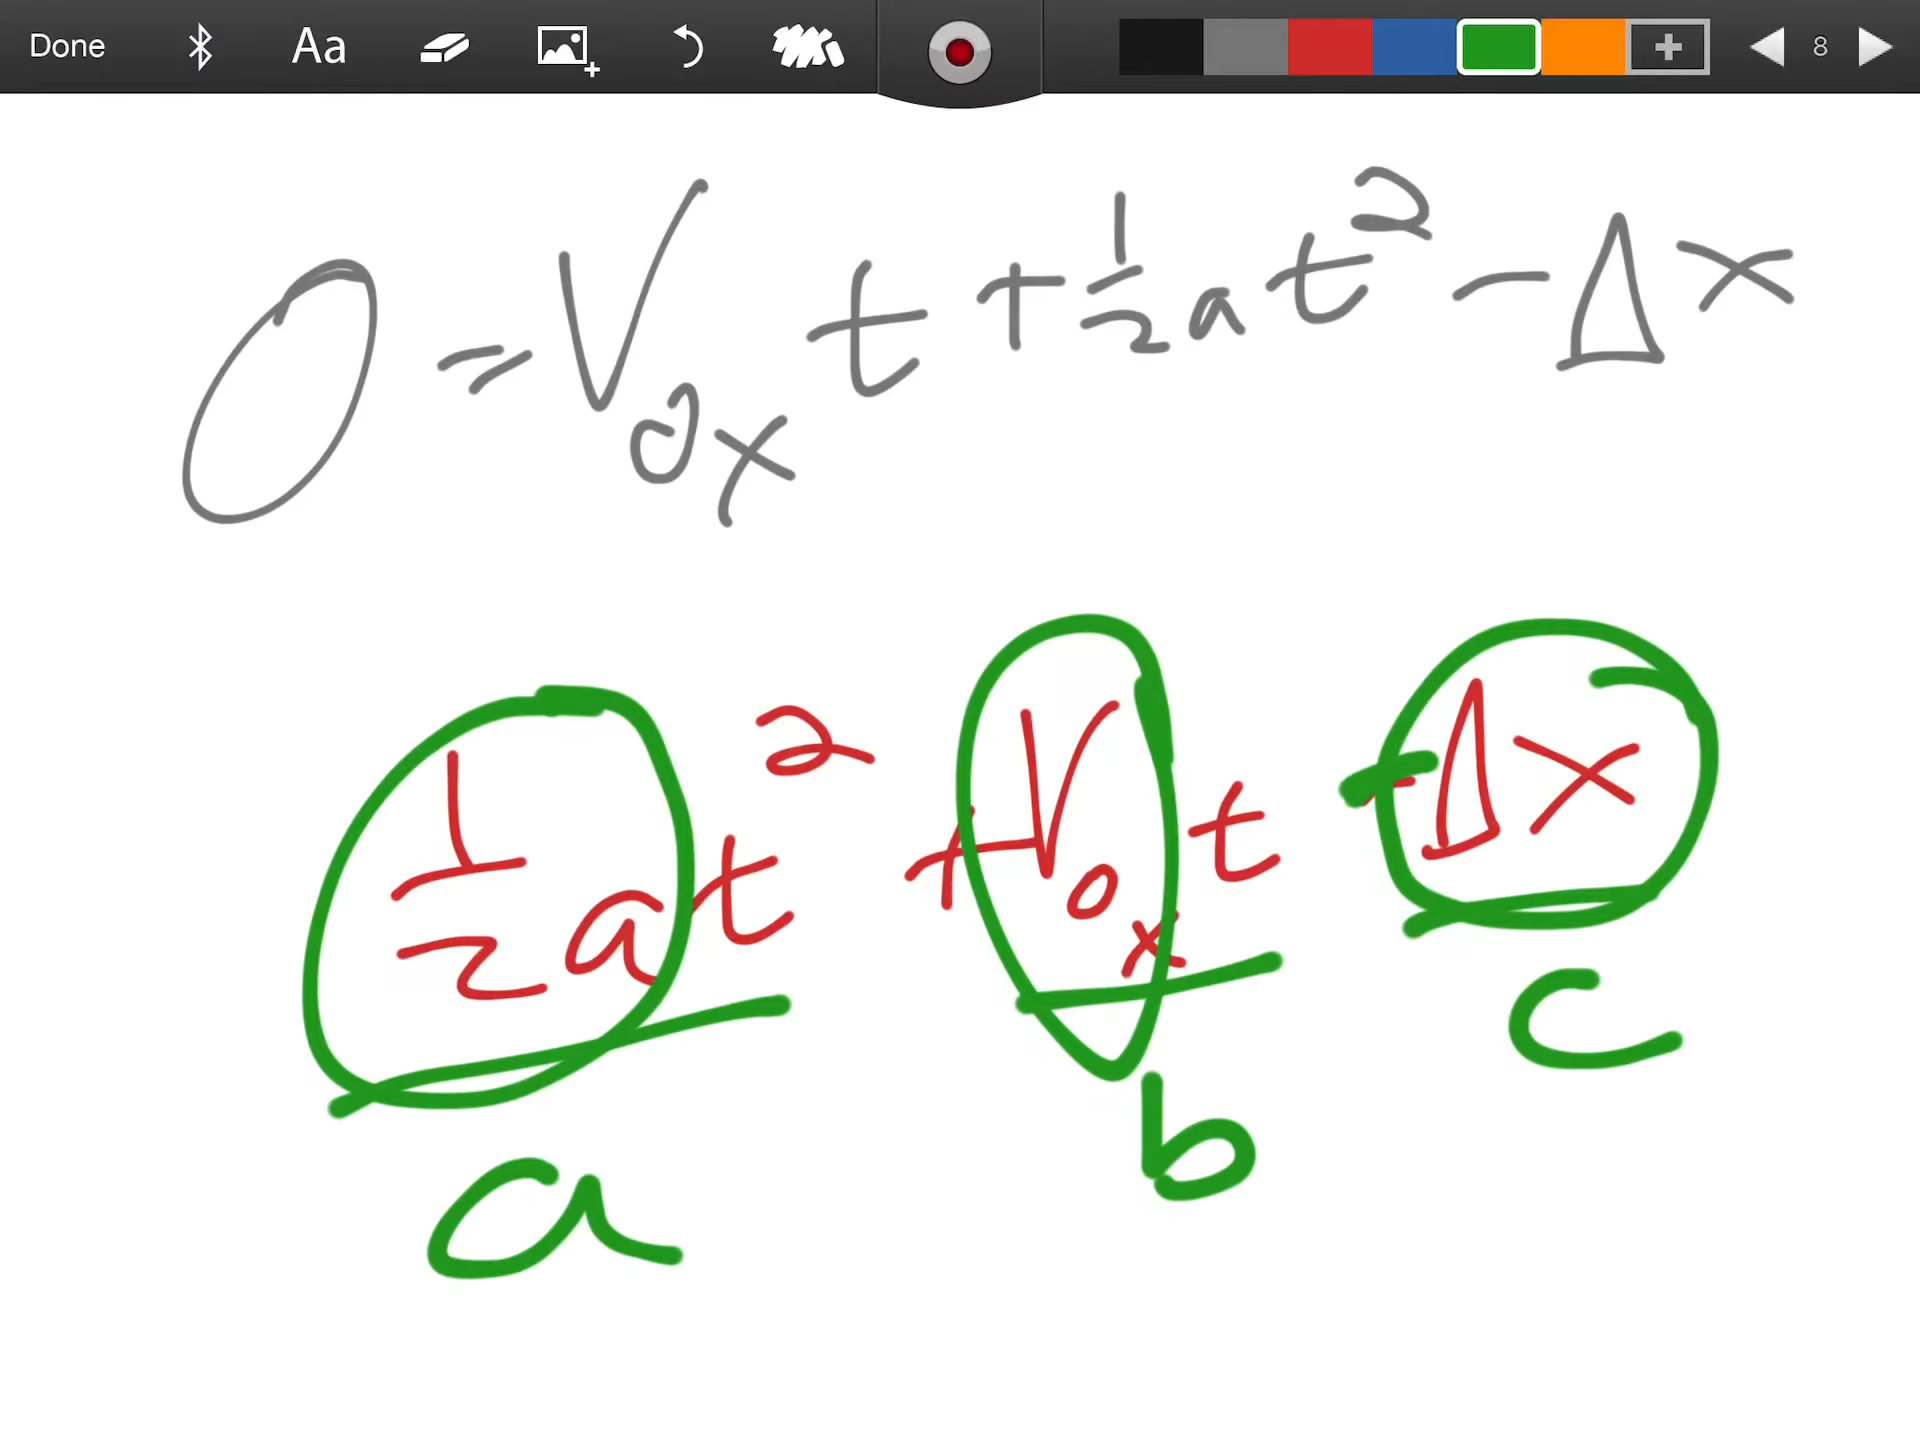 Done Aa 8
0 = V₀ₓ t + ½ a t² - Δx
½ a t² + V₀ₓ t - Δx
a b c